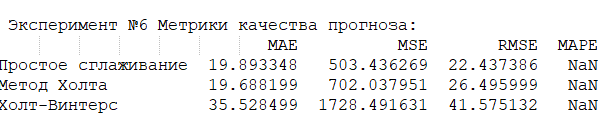 Эксперимент №6 Метрики качества прогноза:
MAE MSE RMSE MAPE
Простое сглаживание 19.893348 503.436269 22.437386 NaN
Метод Холта 19.688199 702.037951 26.495999 NaN
Холт-Винтерс 35.528499 1728.491631 41.575132 NaN